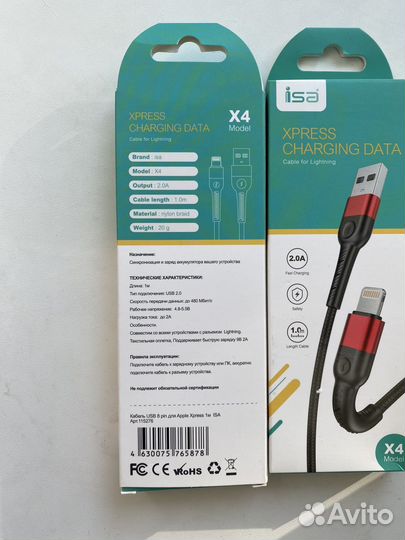 XPRESS
CHARGING DATA
Cable for Lightning
X4
Model
Brand : isa
Model : X4
Output : 2.0A
Cable length : 1.0m
Material : nylon braid
Weight : 20 g
Назначение:
Синхронизация и заряд аккумулятора вашего устройства
ТЕХНИЧЕСКИЕ ХАРАКТЕРИСТИКИ:
Длина: 1м
Тип подключения: USB 2.0
Скорость передачи данных: до 480 Мбит/с
Рабочее напряжение: 4.8-5.5В
Нагрузка тока: до 2А
Особенности.
Совместим со всеми устройствами с разъемом Lightning.
Текстильная оплетка, Поддерживает быструю зарядку 9В 2А
Правила эксплуатации:
Подключите кабель к зарядному устройству или ПК, аккуратно
подключите кабель к вашему устройству.
Не подлежит обязательной сертификации
Кабель USB 8 pin для Apple Xpress 1м ISA
Арт:115276
4 630075 765878
FC CE RoHS
isa
XPRESS
CHARGING DATA
Cable for Lightning
2.0A
Fast Charging
Safety
1.0m
Length Cable
X4
Model
Avito